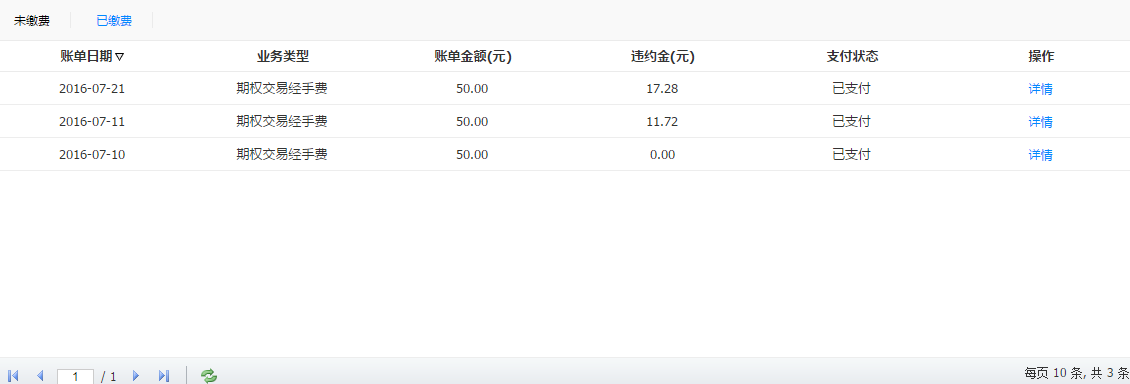 未缴费 已缴费
账单日期 业务类型 账单金额(元) 违约金(元) 支付状态 操作
2016-07-21 期权交易经手费 50.00 17.28 已支付 详情
2016-07-11 期权交易经手费 50.00 11.72 已支付 详情
2016-07-10 期权交易经手费 50.00 0.00 已支付 详情
1 / 1 每页 10 条, 共 3 条